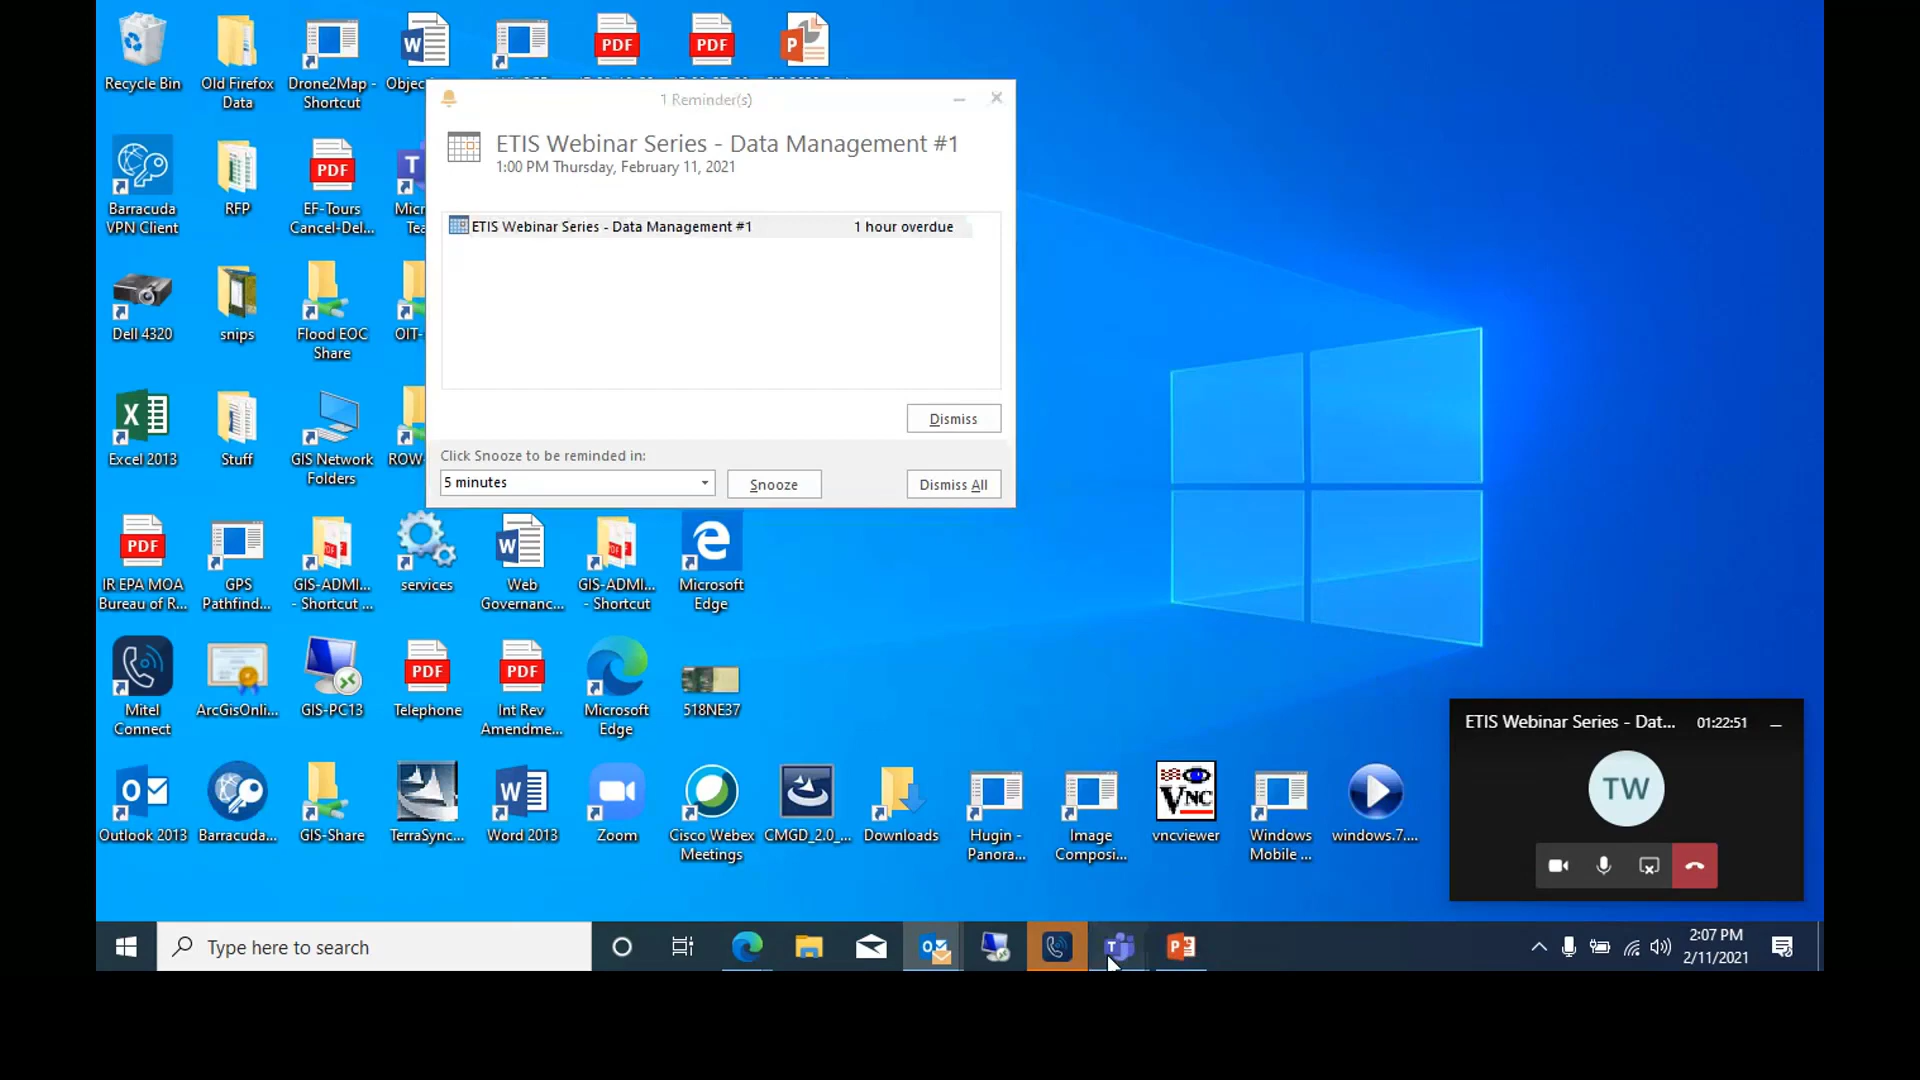 Recycle Bin
Old Firefox
Data
Drone2Map -
Shortcut
PDF
PDF
1 Reminder(s)
ETIS Webinar Series - Data Management #1
1:00 PM Thursday, February 11, 2021
ETIS Webinar Series - Data Management #1 1 hour overdue
Dismiss
Click Snooze to be reminded in:
5 minutes
Snooze
Dismiss All
Barracuda
VPN Client
RFP
PDF
EF-Tours
Cancel-Del...
Dell 4320
snips
Flood EOC
Share
Excel 2013
Stuff
GIS Network
Folders
PDF
IR EPA MOA
Bureau of R...
GPS
Pathfind...
GIS-ADMI...
- Shortcut ...
services
Web
Governanc...
GIS-ADMI...
- Shortcut
Microsoft
Edge
Mitel
Connect
ArcGisOnli...
GIS-PC13
PDF
Telephone
PDF
Int Rev
Amendme...
Microsoft
Edge
518NE37
Outlook 2013
Barracuda...
GIS-Share
TerraSync...
Word 2013
Zoom
Cisco Webex
Meetings
CMGD_2.0_...
Downloads
Hugin -
Panora...
Image
Composi...
VNC
vncviewer
Windows
Mobile ...
windows.7....
ETIS Webinar Series - Dat... 01:22:51
TW
Type here to search
2:07 PM
2/11/2021